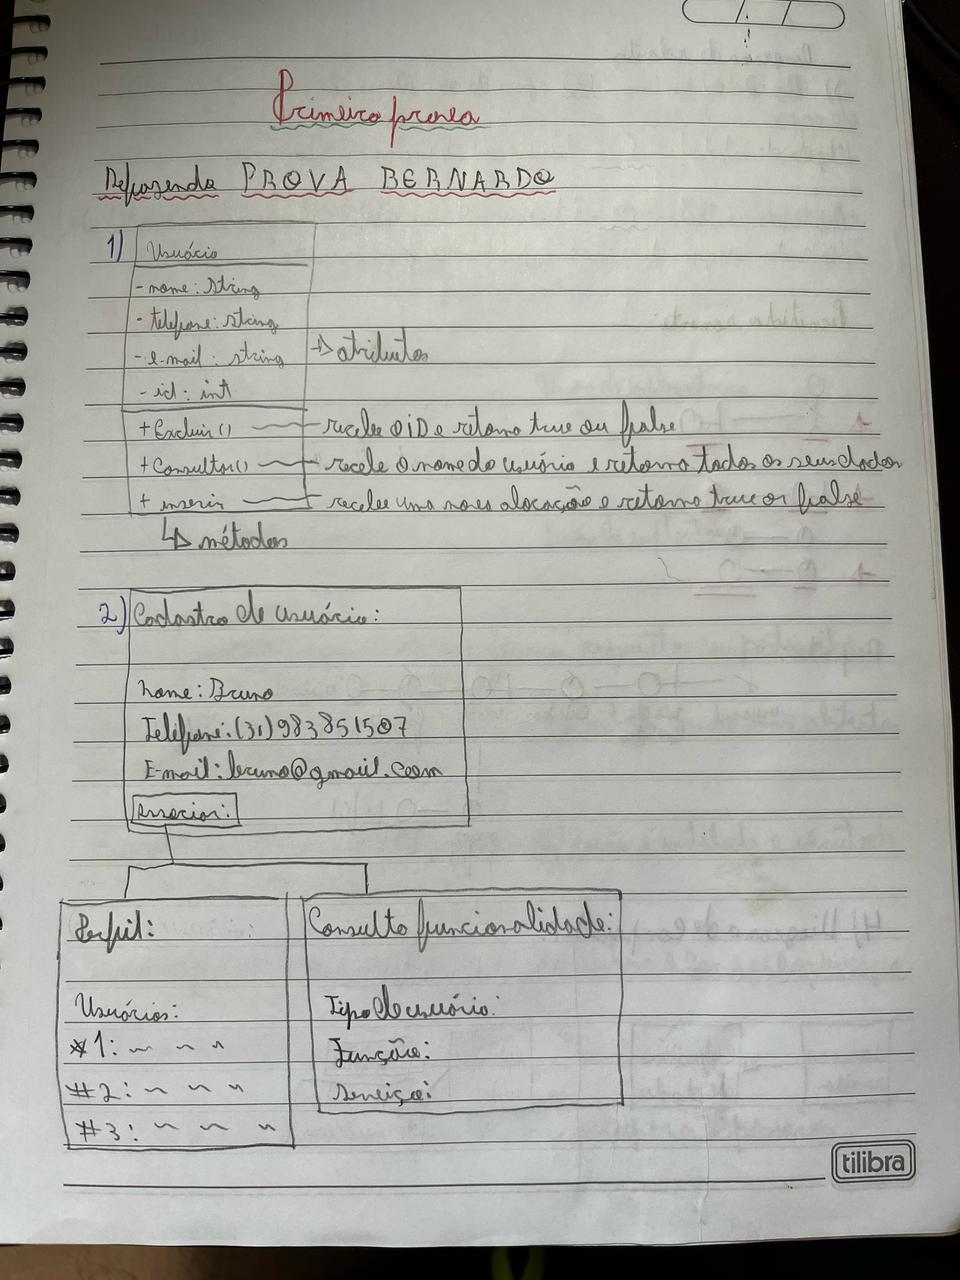 Primeira prova
Refazendo PROVA BERNARDO
1) Usuário
- nome: string
- telefone: string
- e-mail: string → atributos
- id: int
+ Excluir() — recebe o iD e retorna true ou false
+ Consultar() — recebe o nome do usuário e retorna todos os seus dados
+ inserir — recebe uma nova alocação e retorna true or false
↳ métodos
2) Cadastro de usuário:
nome: Bruno
Telefone: (31) 983851507
E-mail: bruno@gmail.com
Associar:
Perfil: Consulta funcionalidade:
Usuários: Tipo de usuário:
#1: Função:
#2: Serviço:
#3:
tilibra